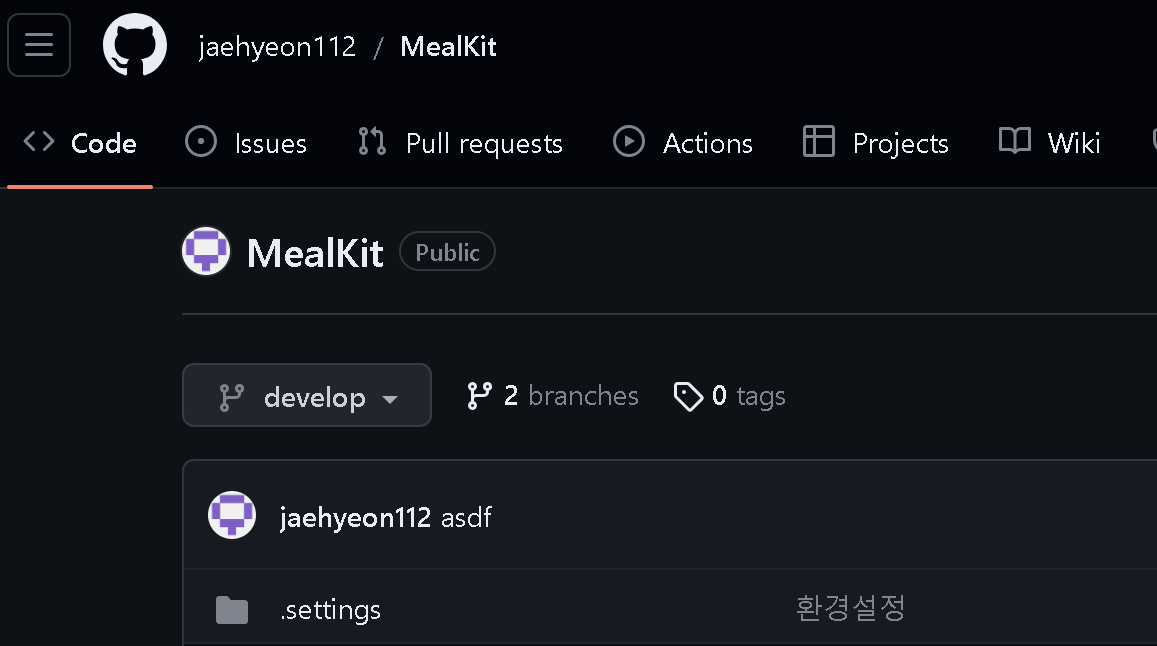 jaehyeon112 / MealKit
Code Issues Pull requests Actions Projects Wiki
MealKit Public
develop 2 branches 0 tags
jaehyeon112 asdf
.settings 환경설정